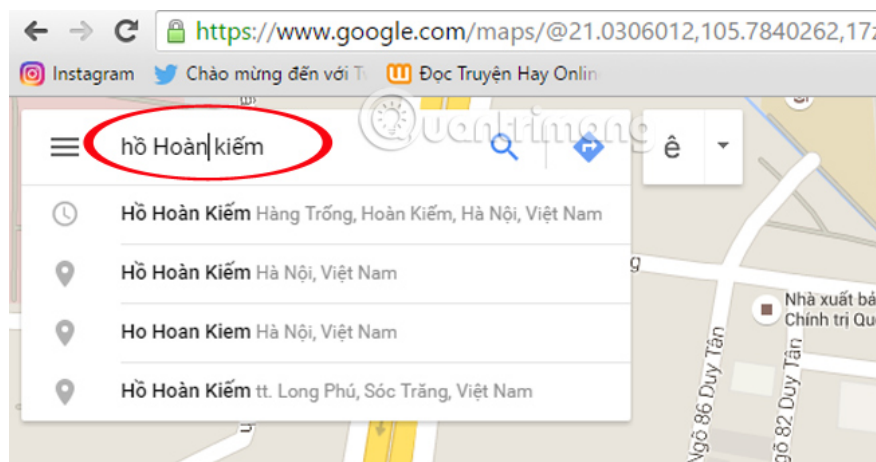 https://www.google.com/maps/@21.0306012,105.7840262,17z
Instagram Chào mừng đến với T Đọc Truyện Hay Onlin
Quantrimang
hồ Hoàn kiếm
ê
Hồ Hoàn Kiếm Hàng Trống, Hoàn Kiếm, Hà Nội, Việt Nam
Hồ Hoàn Kiếm Hà Nội, Việt Nam
Ho Hoan Kiem Hà Nội, Việt Nam
Hồ Hoàn Kiếm tt. Long Phú, Sóc Trăng, Việt Nam
Nhà xuất bả
Chính trị Qu
Ngõ 86 Duy Tân
õ 82 Duy Tân